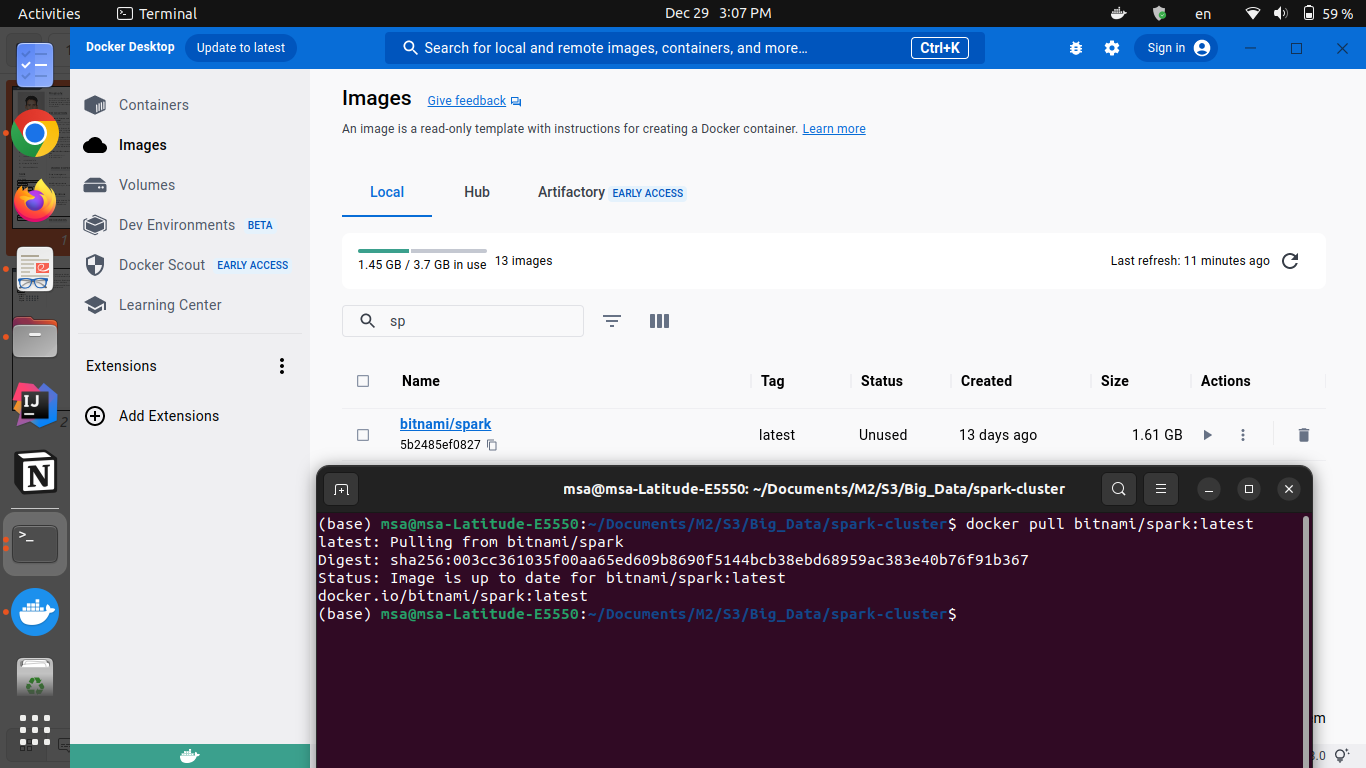 Activities
Terminal
Dec 29 3:07 PM
en
59 %
Docker Desktop
Update to latest
Search for local and remote images, containers, and more...
Ctrl+K
Sign in
Containers
Images
Volumes
Dev Environments BETA
Docker Scout EARLY ACCESS
Learning Center
Extensions
Add Extensions
Images
Give feedback
An image is a read-only template with instructions for creating a Docker container. Learn more
Local
Hub
Artifactory EARLY ACCESS
1.45 GB / 3.7 GB in use
13 images
Last refresh: 11 minutes ago
sp
Name Tag Status Created Size Actions
bitnami/spark
5b2485ef0827
latest
Unused
13 days ago
1.61 GB
msa@msa-Latitude-E5550: ~/Documents/M2/S3/Big_Data/spark-cluster
(base) msa@msa-Latitude-E5550:~/Documents/M2/S3/Big_Data/spark-cluster$ docker pull bitnami/spark:latest
latest: Pulling from bitnami/spark
Digest: sha256:003cc361035f00aa65ed609b8690f5144bcb38ebd68959ac383e40b76f91b367
Status: Image is up to date for bitnami/spark:latest
docker.io/bitnami/spark:latest
(base) msa@msa-Latitude-E5550:~/Documents/M2/S3/Big_Data/spark-cluster$